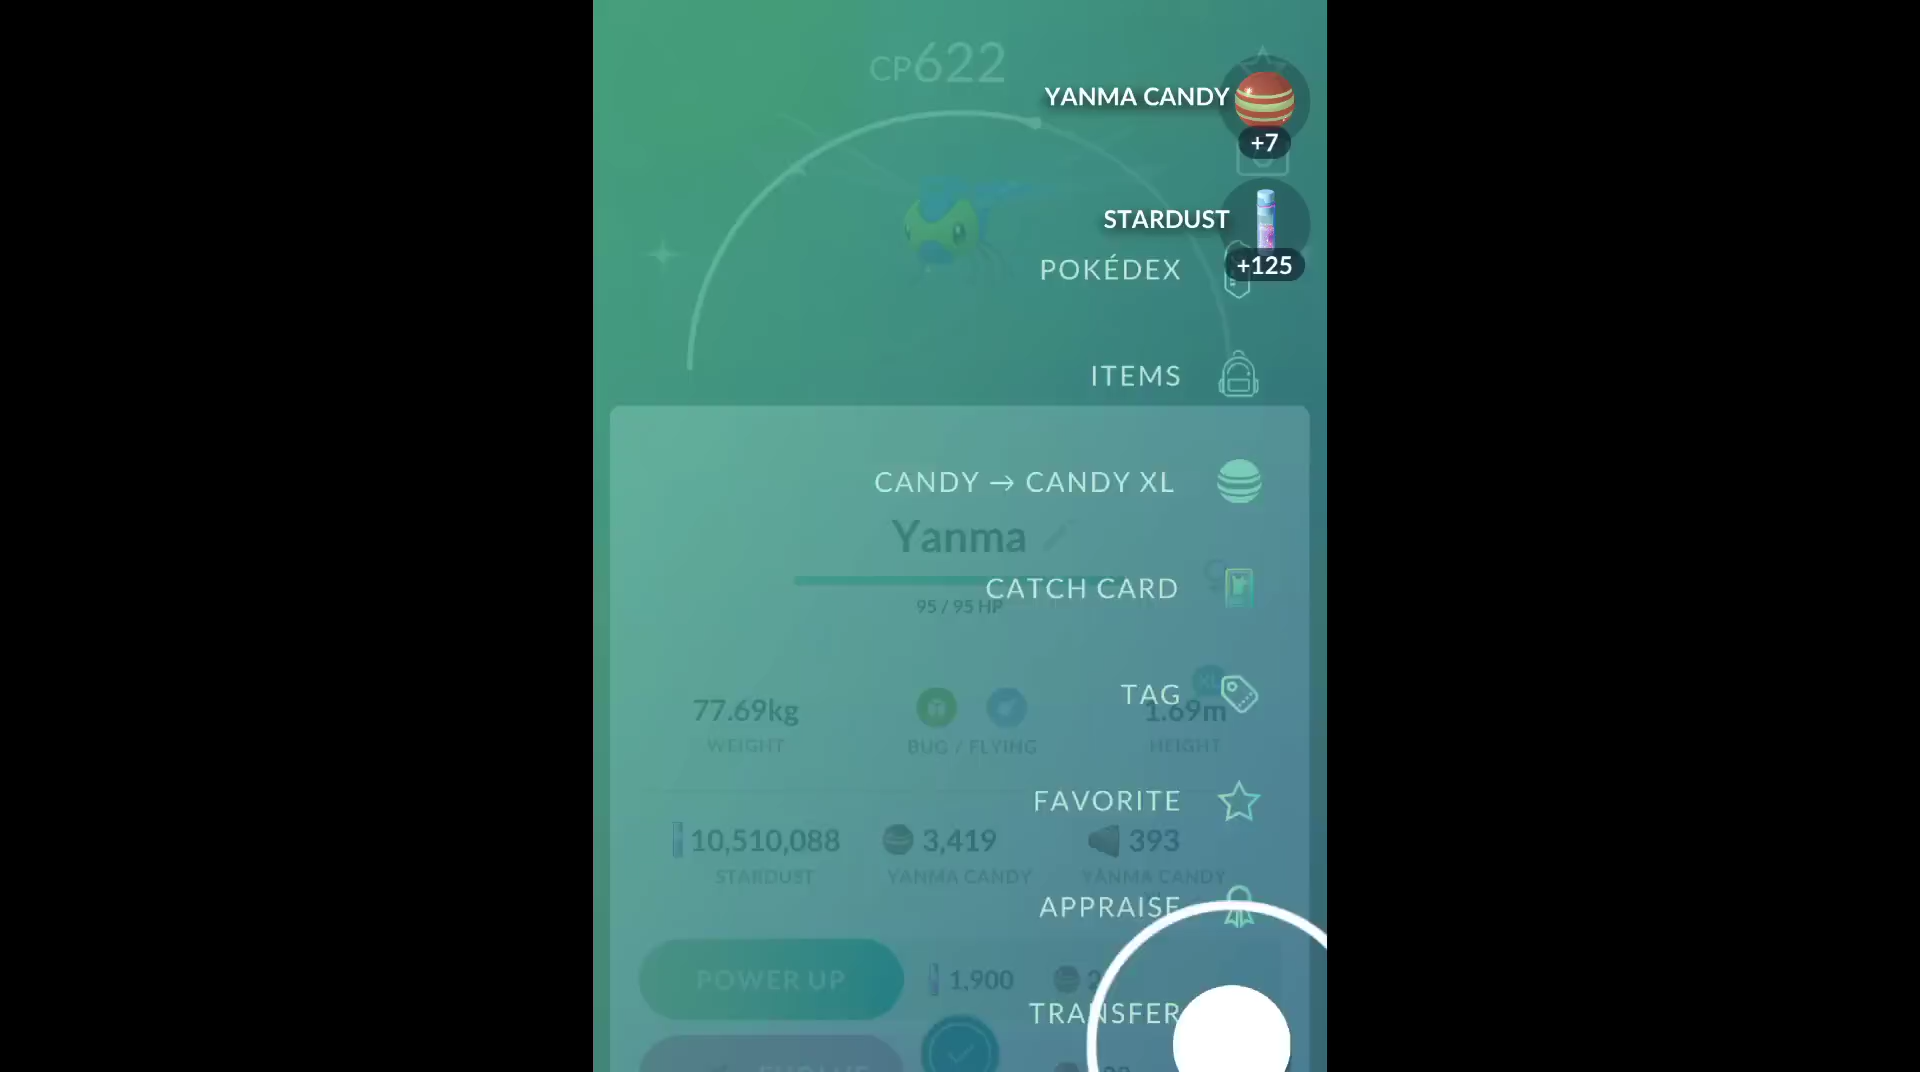 CP622
YANMA CANDY
+7
STARDUST
+125
POKÉDEX
ITEMS
CANDY → CANDY XL
Yanma
CATCH CARD
95 / 95 HP
TAG
XL
77.69kg
1.69m
WEIGHT
BUG / FLYING
HEIGHT
FAVORITE
10,510,088
3,419
393
STARDUST
YANMA CANDY
YANMA CANDY
APPRAISE
POWER UP
1,900
TRANSFER